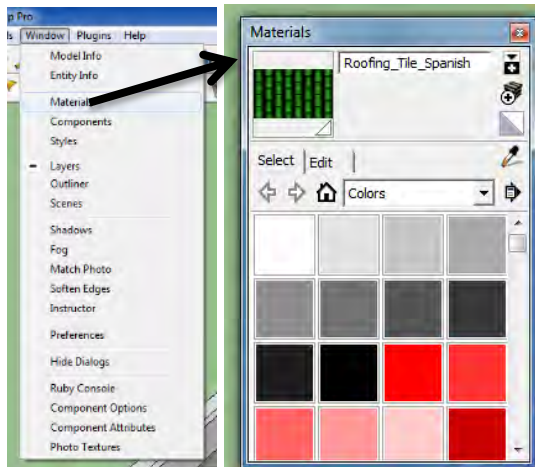 p Pro
ls Window Plugins Help
Model Info
Entity Info
Materials
Components
Styles
Layers
Outliner
Scenes
Shadows
Fog
Match Photo
Soften Edges
Instructor
Preferences
Hide Dialogs
Ruby Console
Component Options
Component Attributes
Photo Textures
Materials
Roofing_Tile_Spanish
Select Edit
Colors